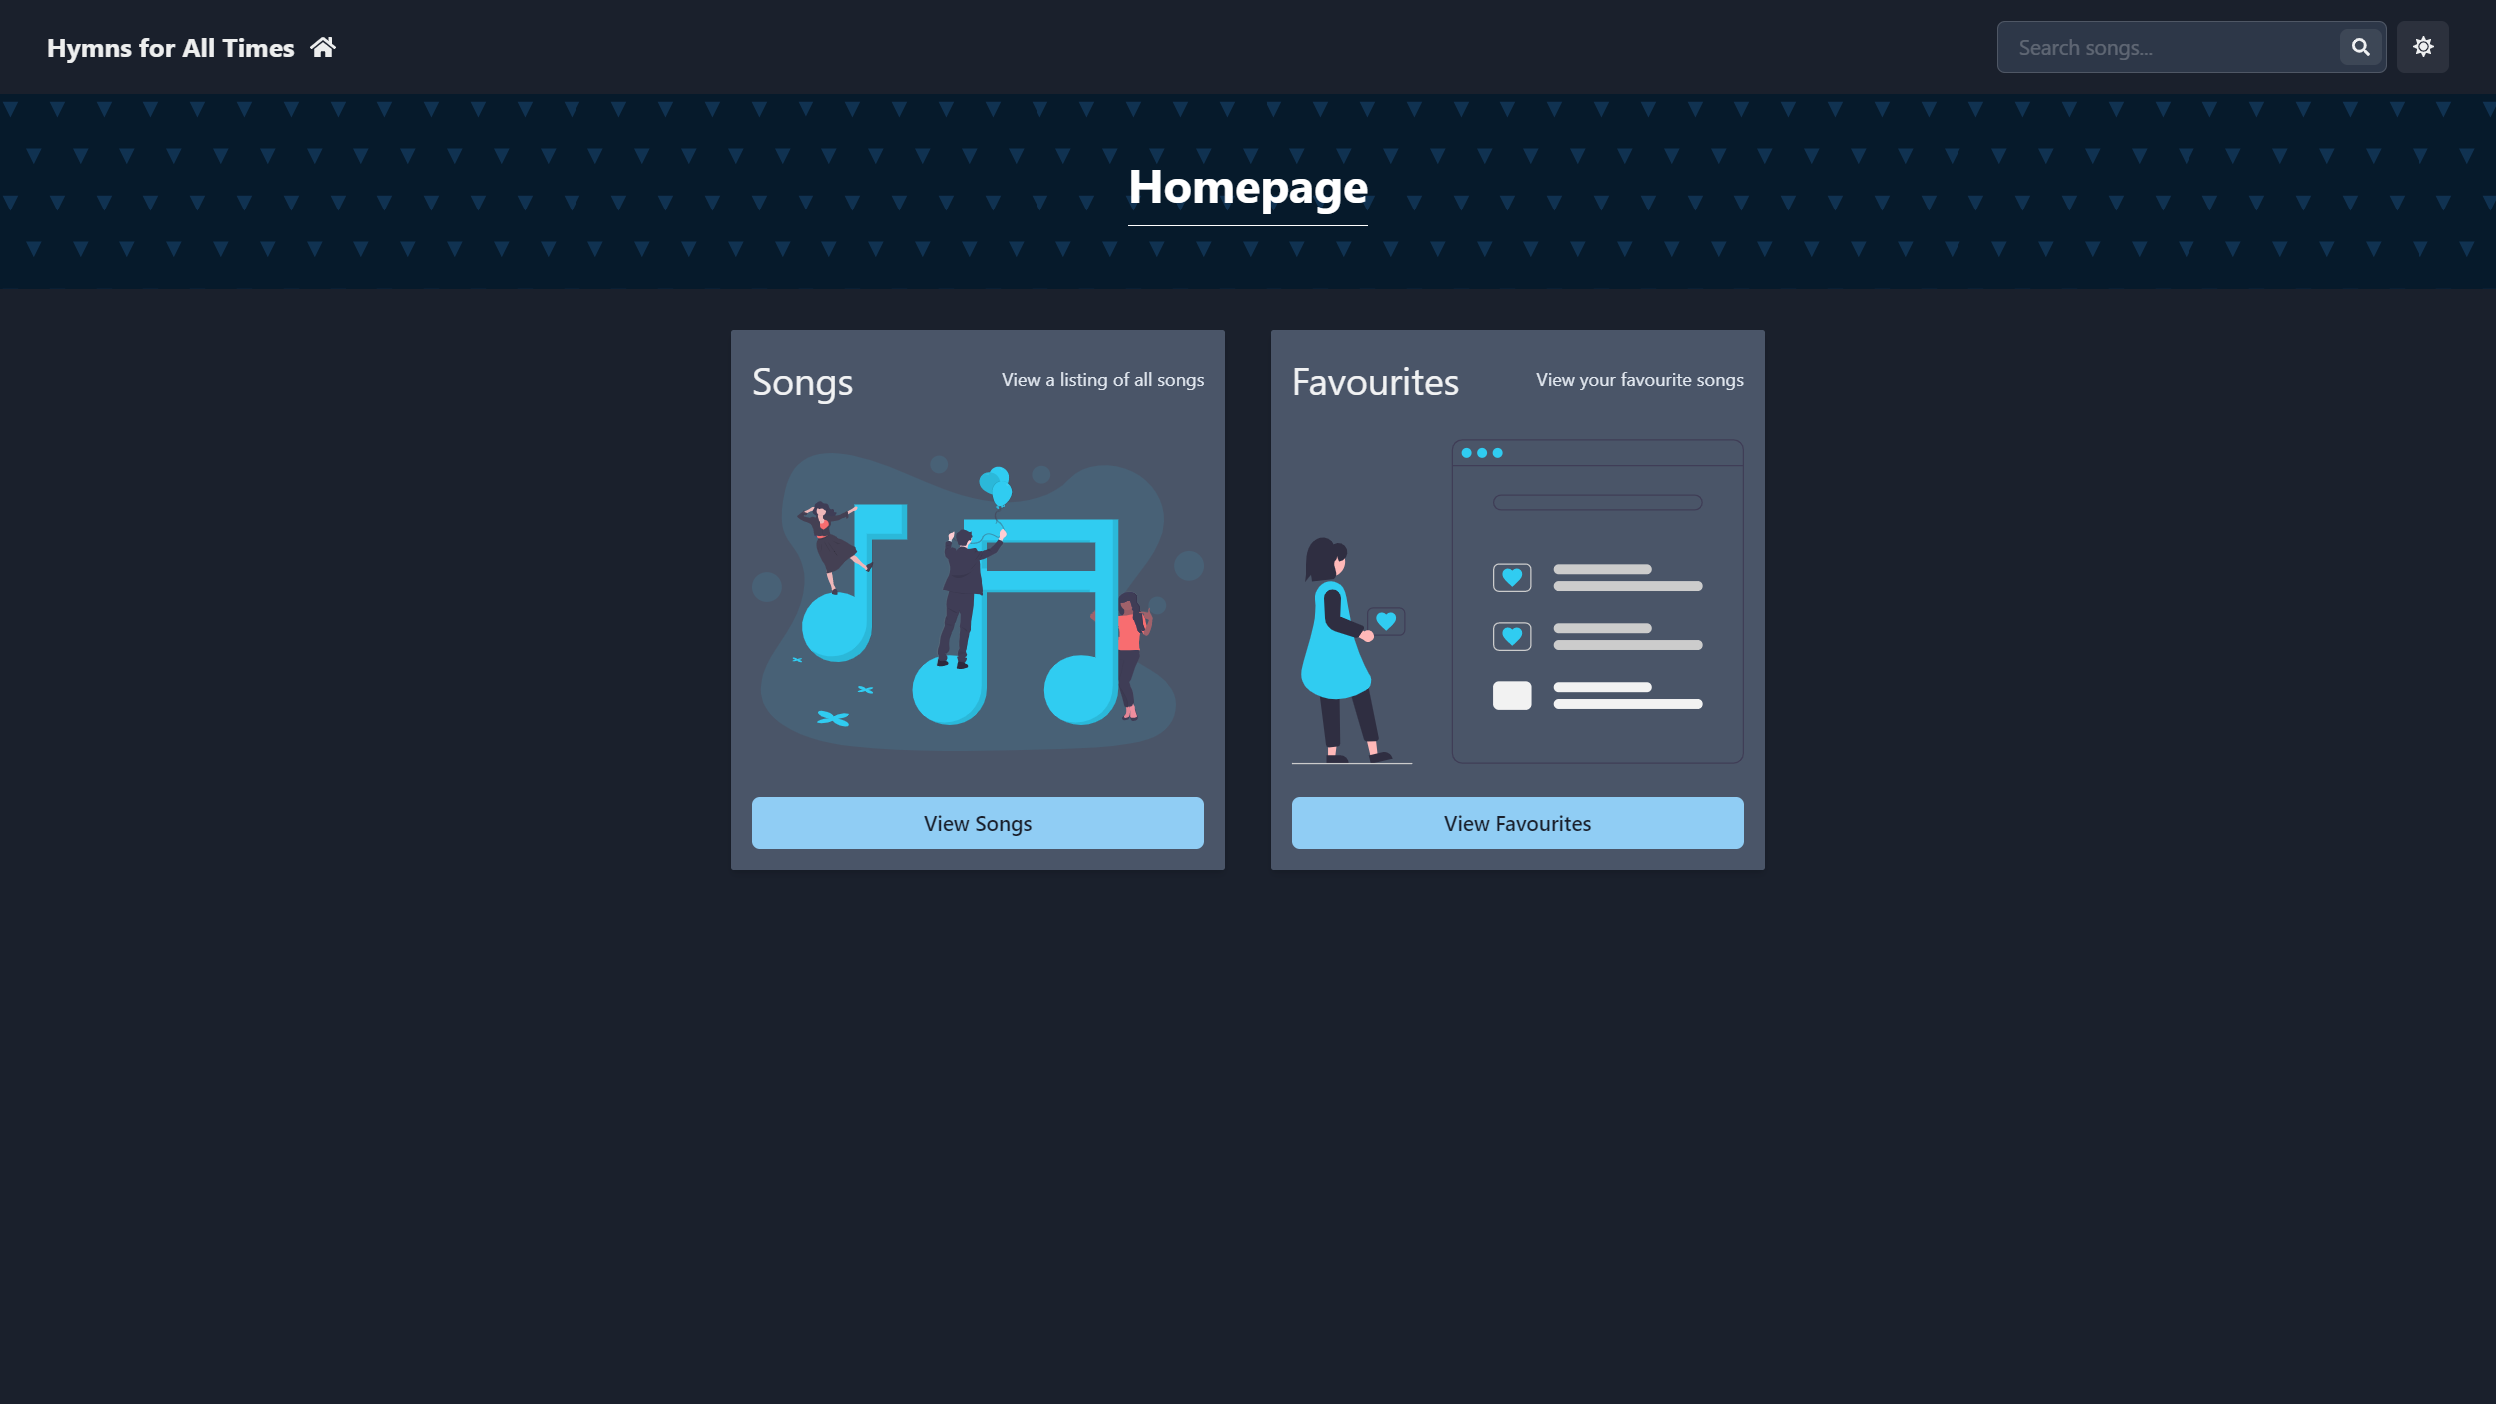 Hymns for All Times
Search songs...
Homepage
Songs
View a listing of all songs
View Songs
Favourites
View your favourite songs
View Favourites